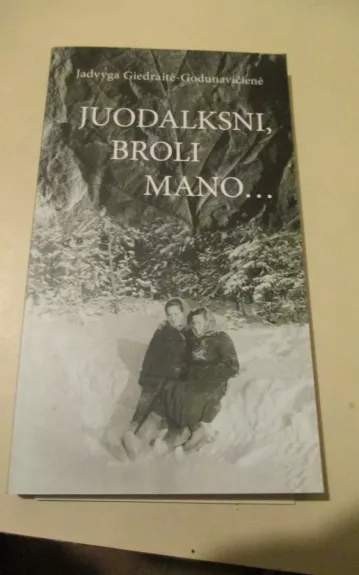 Jadvyga Giedraitė-Godunavičienė
JUODALKSNI,
BROLI
MANO...